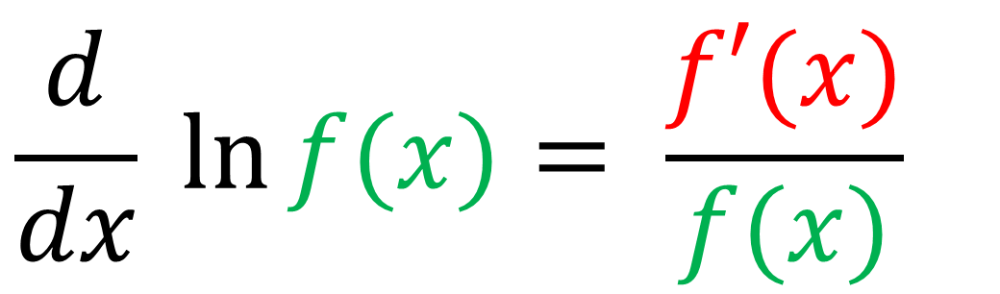 d/dx ln f(x) = f′(x)/f(x)